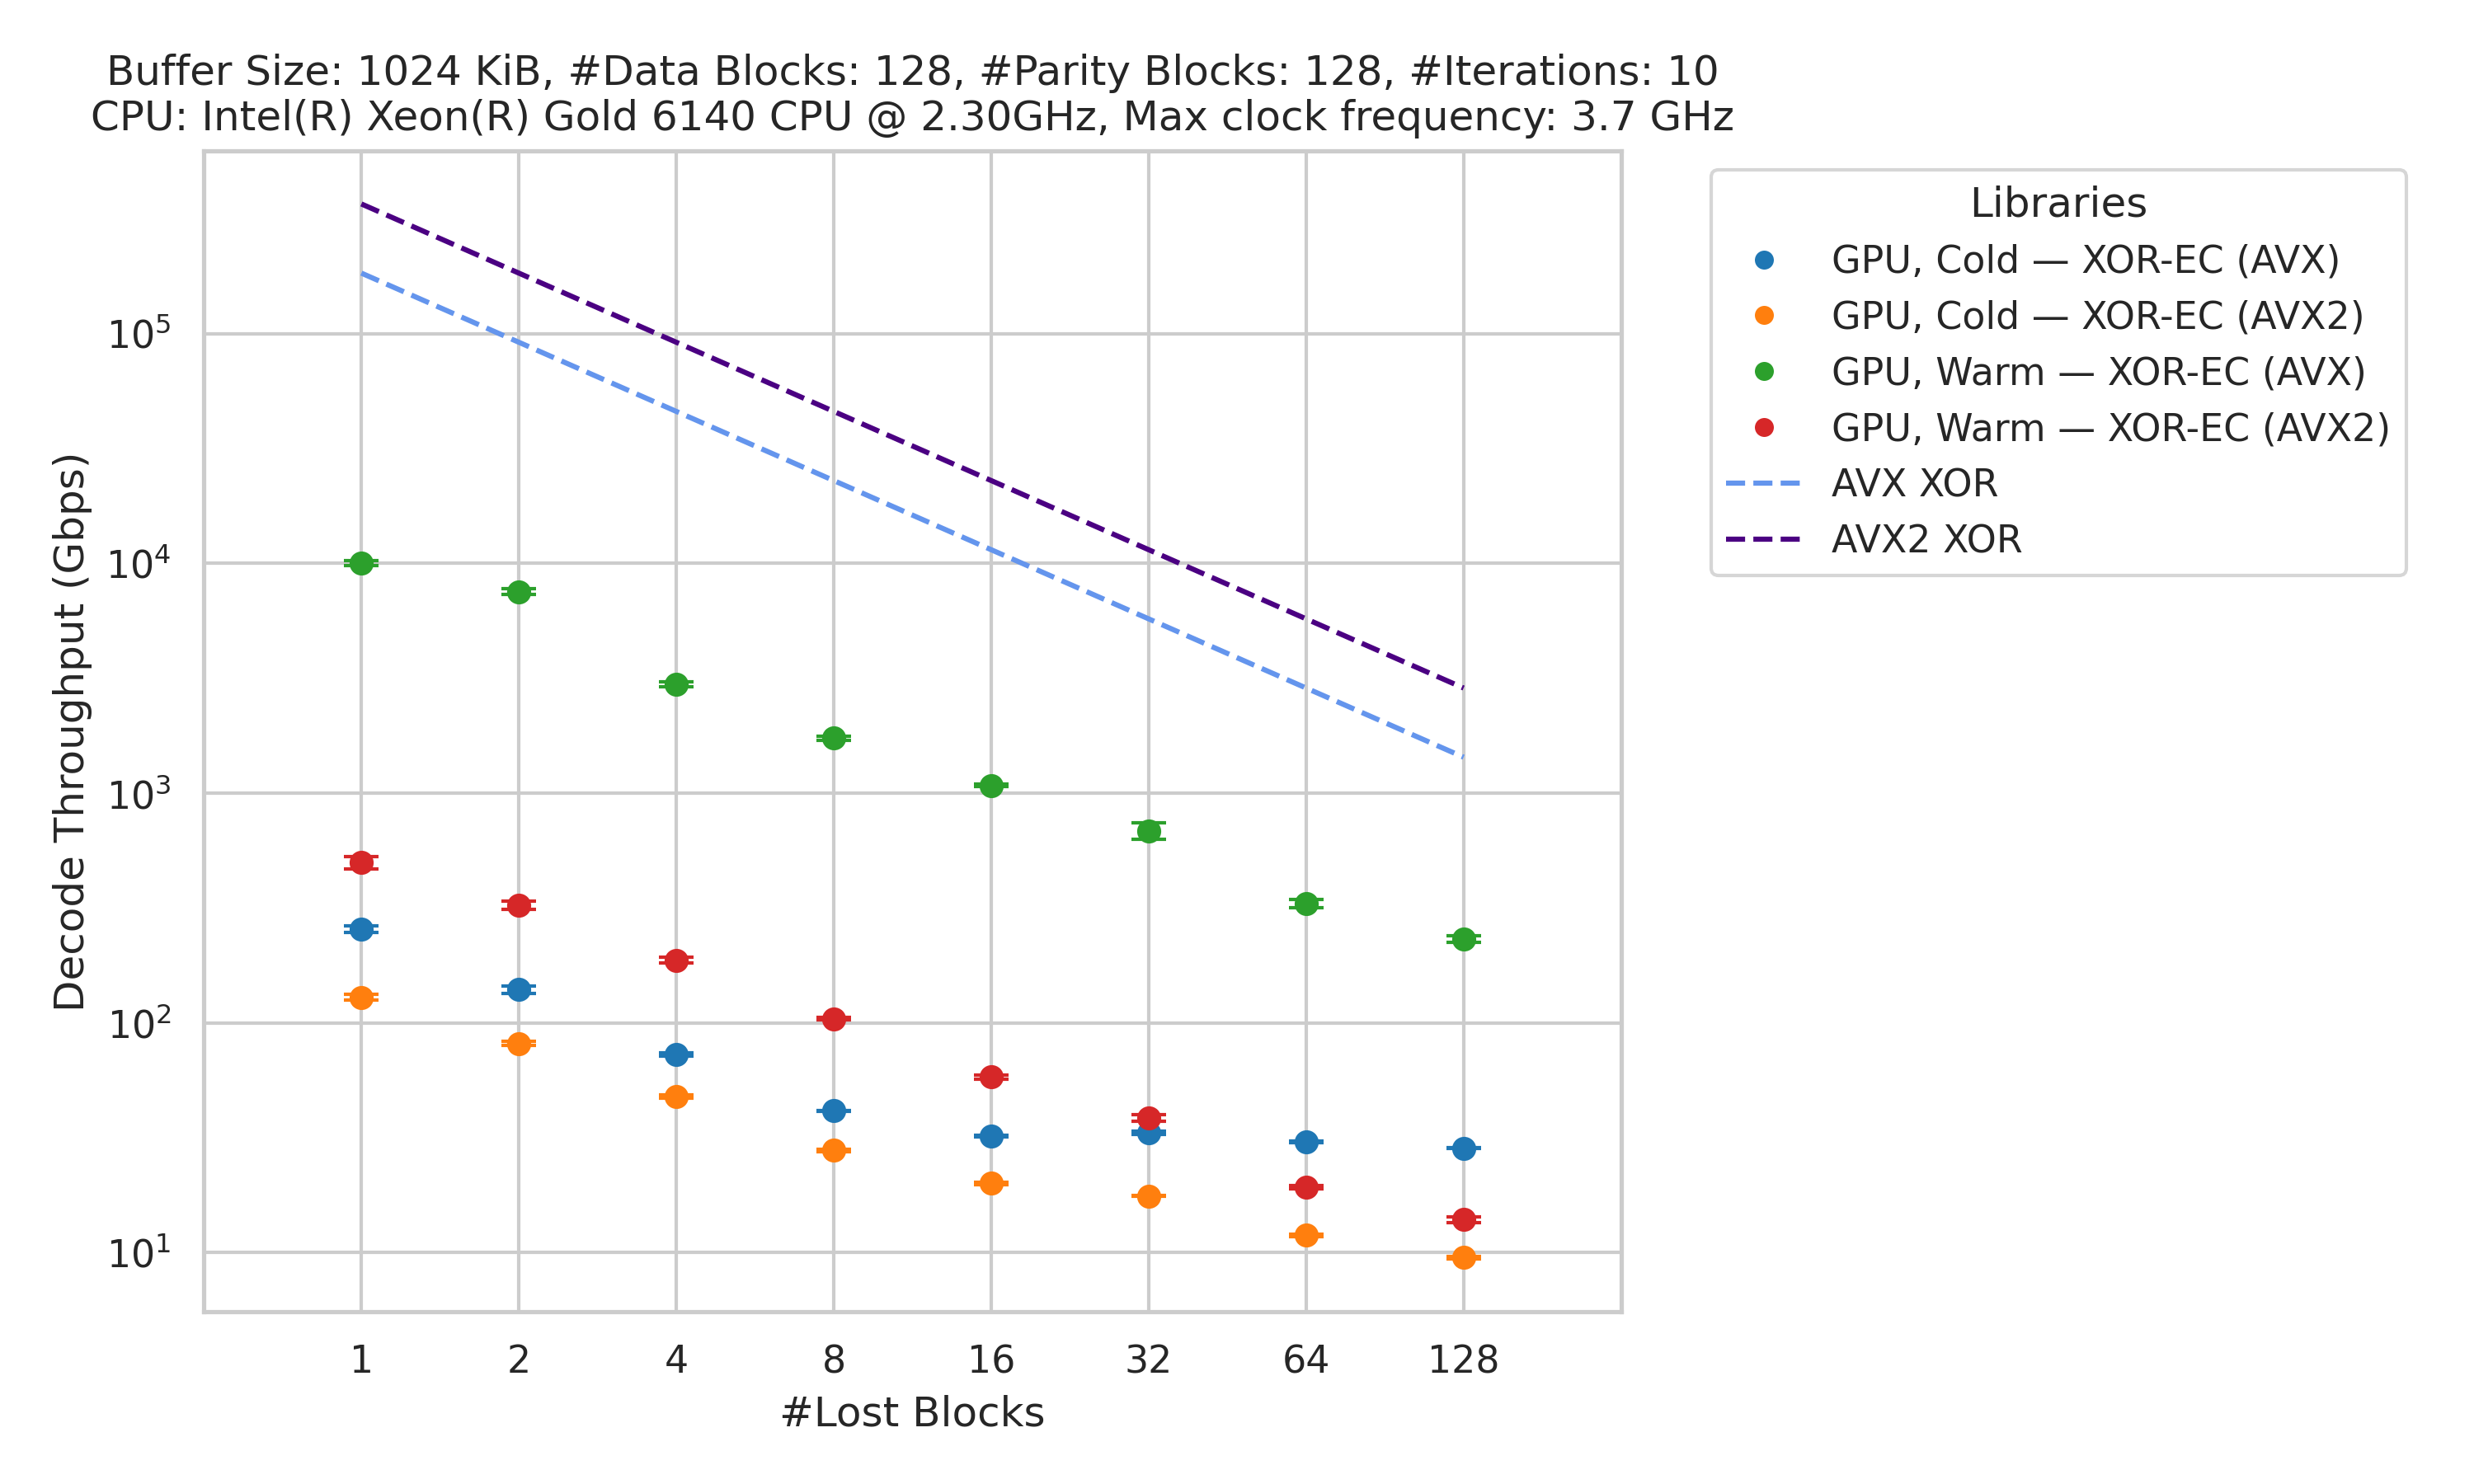 Buffer Size: 1024 KiB, #Data Blocks: 128, #Parity Blocks: 128, #Iterations: 10
CPU: Intel(R) Xeon(R) Gold 6140 CPU @ 2.30GHz, Max clock frequency: 3.7 GHz
Decode Throughput (Gbps)
10⁵
10⁴
10³
10²
10¹
1 2 4 8 16 32 64 128
#Lost Blocks
Libraries
GPU, Cold — XOR-EC (AVX)
GPU, Cold — XOR-EC (AVX2)
GPU, Warm — XOR-EC (AVX)
GPU, Warm — XOR-EC (AVX2)
AVX XOR
AVX2 XOR